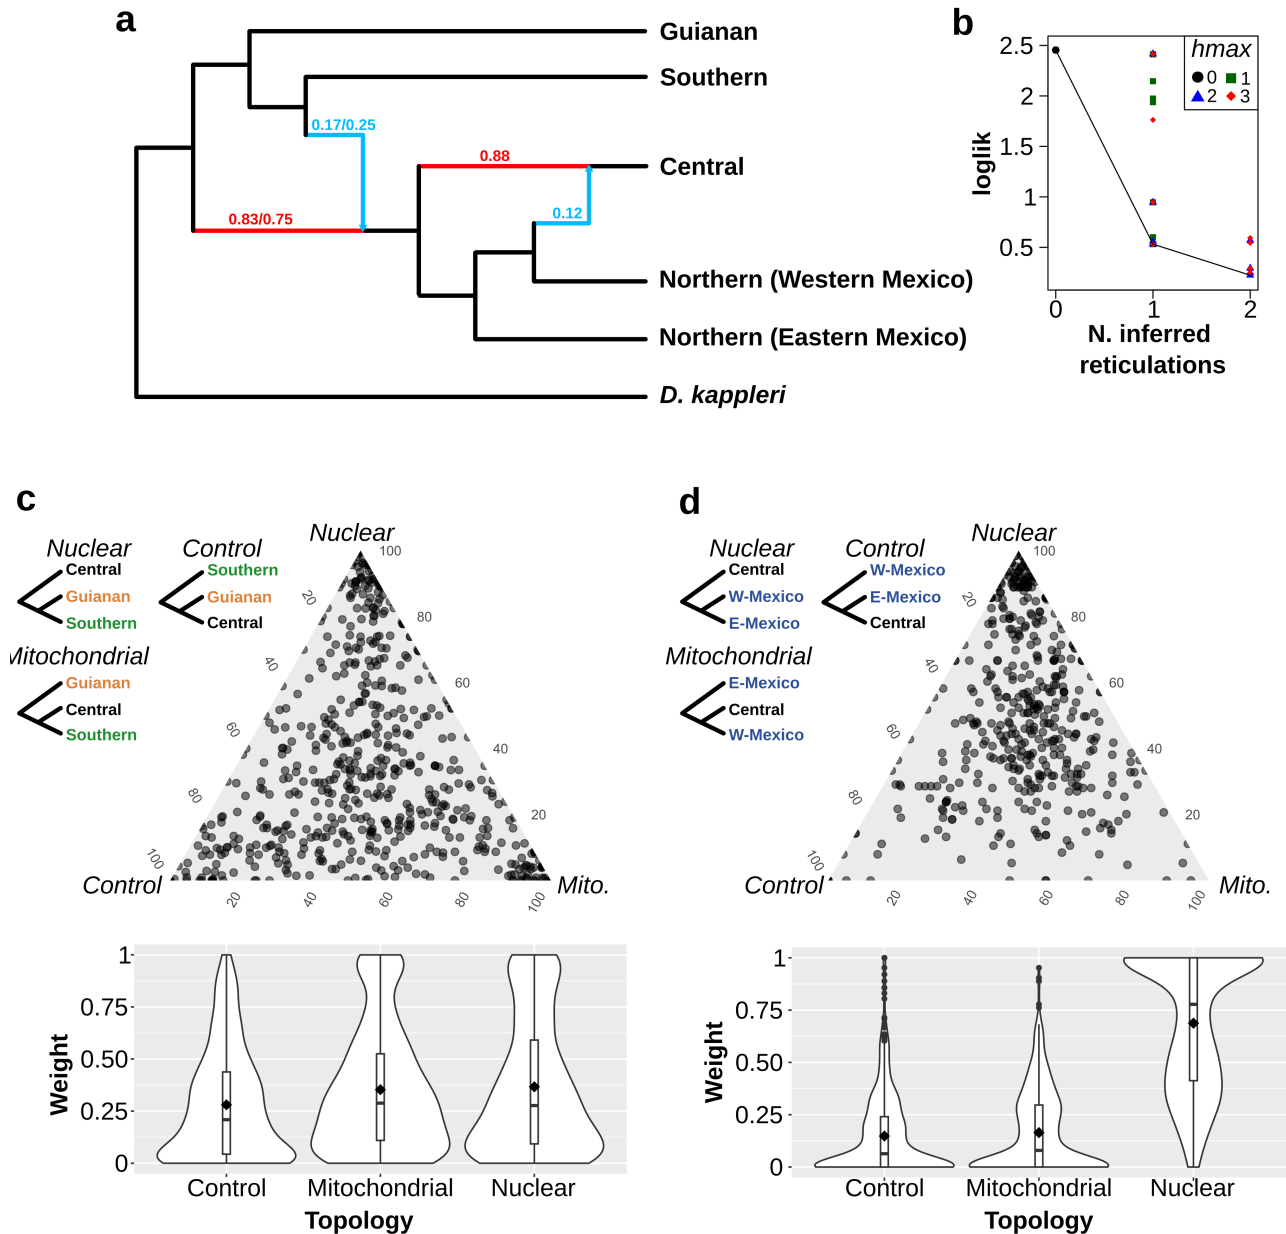 a
Guianan
Southern
0.17/0.25
0.88
Central
0.83/0.75
0.12
Northern (Western Mexico)
Northern (Eastern Mexico)
D. kappleri
b
hmax
0 1
2 3
2.5
2
1.5
1
0.5
loglik
0 1 2
N. inferred
reticulations
c
Nuclear
Central
Guianan
Southern
Control
Southern
Guianan
Central
Mitochondrial
Guianan
Central
Southern
Nuclear
100
80
60
40
20
20
40
60
80
100
Control
Mito.
20 40 60 80 100
1
0.75
0.50
0.25
0
Weight
Control Mitochondrial Nuclear
Topology
d
Nuclear
Central
W-Mexico
E-Mexico
Control
W-Mexico
E-Mexico
Central
Mitochondrial
E-Mexico
Central
W-Mexico
Nuclear
100
80
60
40
20
20
40
60
80
100
Control
Mito.
20 40 60 80 100
1
0.75
0.50
0.25
0
Weight
Control Mitochondrial Nuclear
Topology